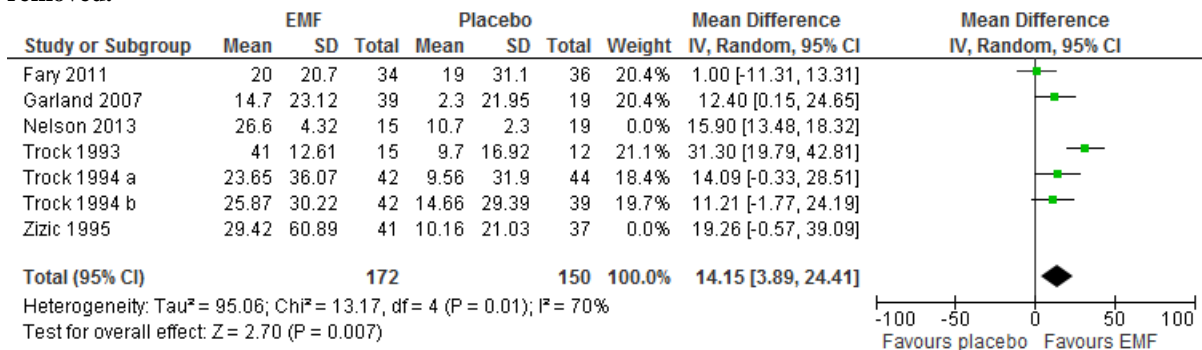 removed.
EMF Placebo Mean Difference Mean Difference
Study or Subgroup Mean SD Total Mean SD Total Weight IV, Random, 95% CI IV, Random, 95% CI
Fary 2011 20 20.7 34 19 31.1 36 20.4% 1.00 [-11.31, 13.31]
Garland 2007 14.7 23.12 39 2.3 21.95 19 20.4% 12.40 [0.15, 24.65]
Nelson 2013 26.6 4.32 15 10.7 2.3 19 0.0% 15.90 [13.48, 18.32]
Trock 1993 41 12.61 15 9.7 16.92 12 21.1% 31.30 [19.79, 42.81]
Trock 1994 a 23.65 36.07 42 9.56 31.9 44 18.4% 14.09 [-0.33, 28.51]
Trock 1994 b 25.87 30.22 42 14.66 29.39 39 19.7% 11.21 [-1.77, 24.19]
Zizic 1995 29.42 60.89 41 10.16 21.03 37 0.0% 19.26 [-0.57, 39.09]
Total (95% CI) 172 150 100.0% 14.15 [3.89, 24.41]
Heterogeneity: Tau² = 95.06; Chi² = 13.17, df = 4 (P = 0.01); I² = 70%
Test for overall effect: Z = 2.70 (P = 0.007)
-100 -50 0 50 100
Favours placebo Favours EMF